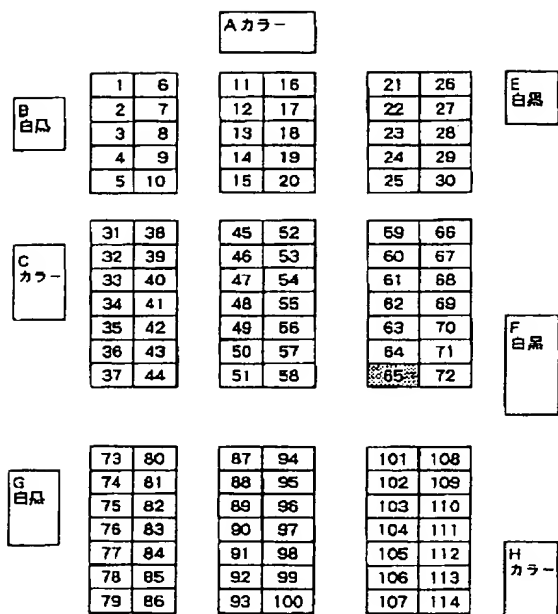 Aカラー
1 6 11 16 21 26
E
白黒
B
白黒
2 7 12 17 22 27
3 8 13 18 23 28
4 9 14 19 24 29
5 10 15 20 25 30
31 38 45 52 59 66
C
カラー
32 39 46 53 60 67
33 40 47 54 61 68
34 41 48 55 62 69
35 42 49 56 63 70
F
白黒
36 43 50 57 64 71
37 44 51 58 65 72
73 80 87 94 101 108
G
白黒
74 81 88 95 102 109
75 82 89 96 103 110
76 83 90 97 104 111
77 84 91 98 105 112
H
カラー
78 85 92 99 106 113
79 86 93 100 107 114